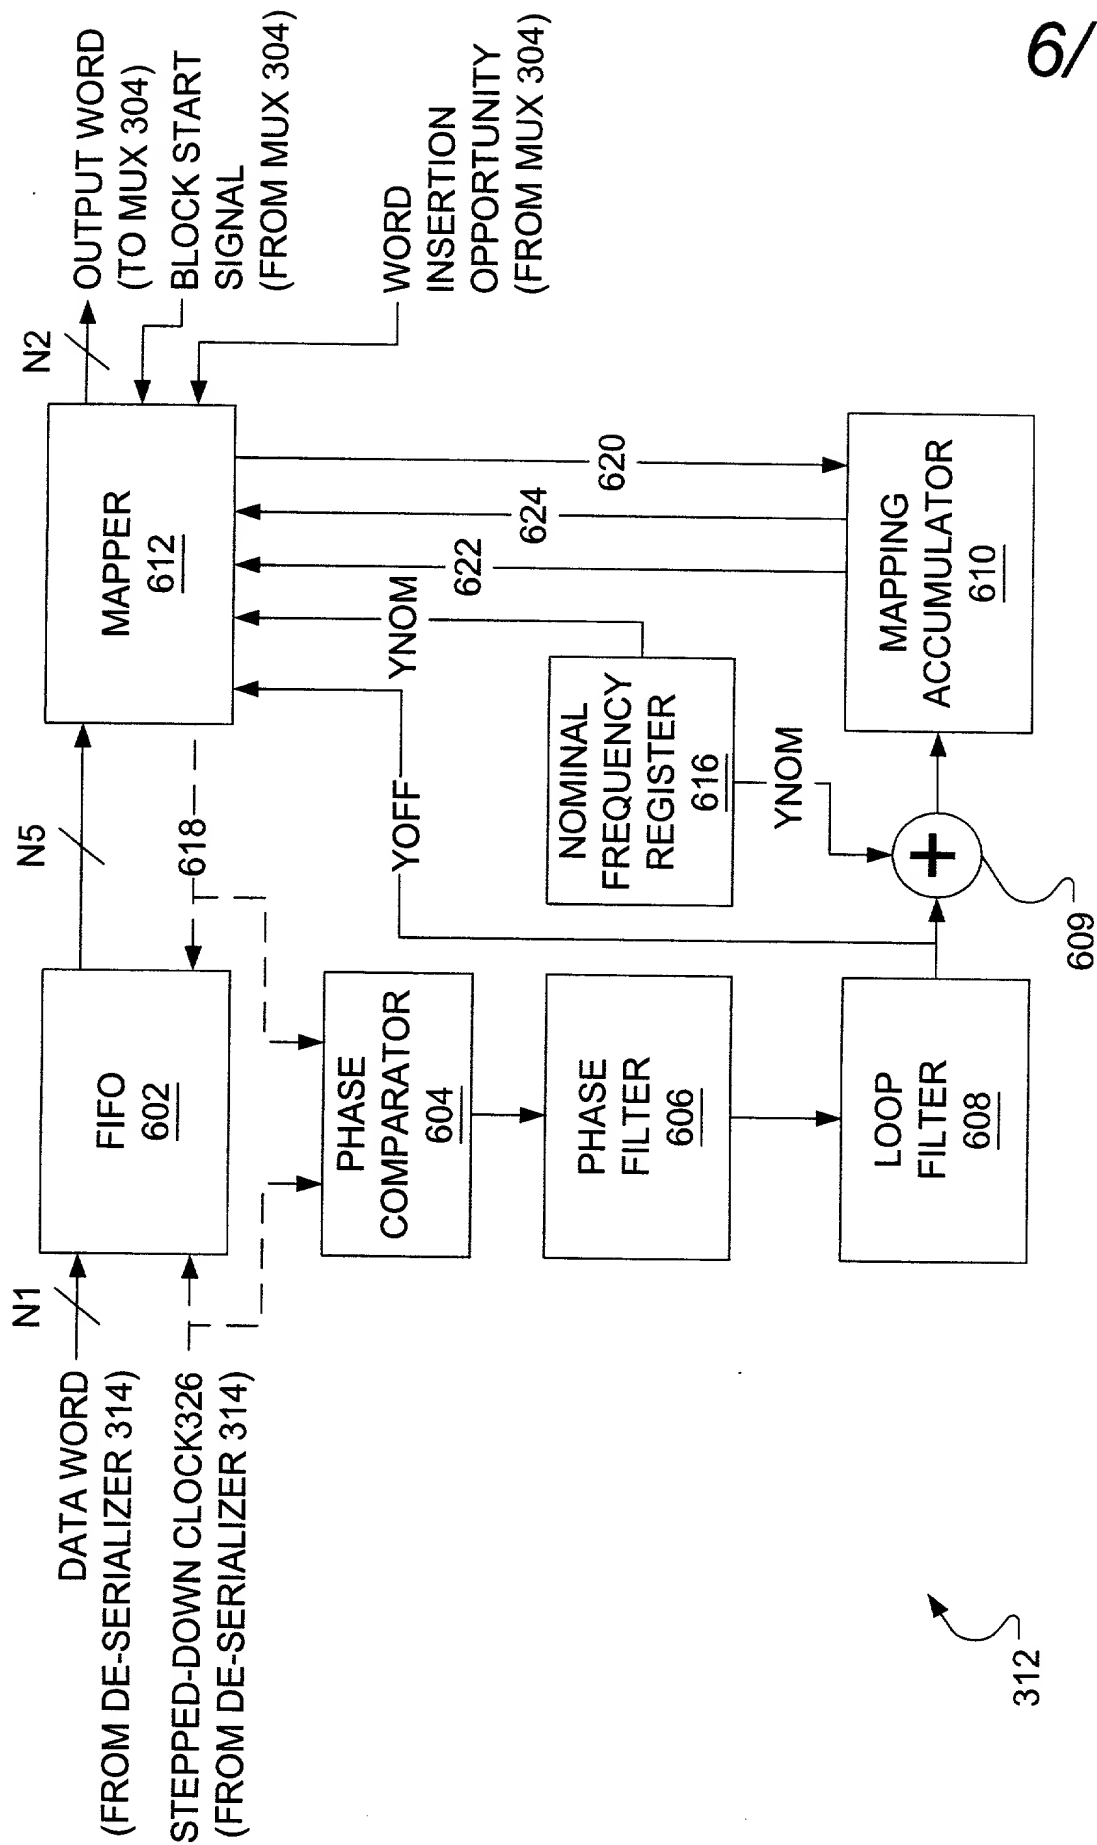 6/
DATA WORD
(FROM DE-SERIALIZER 314)
N1
STEPPED-DOWN CLOCK326
(FROM DE-SERIALIZER 314)
FIFO
602
N5
618
MAPPER
612
N2
OUTPUT WORD
(TO MUX 304)
BLOCK START
SIGNAL
(FROM MUX 304)
WORD
INSERTION
OPPORTUNITY
(FROM MUX 304)
PHASE
COMPARATOR
604
YOFF
YNOM
622
624
620
PHASE
FILTER
606
NOMINAL
FREQUENCY
REGISTER
616
YNOM
LOOP
FILTER
608
+
609
MAPPING
ACCUMULATOR
610
312